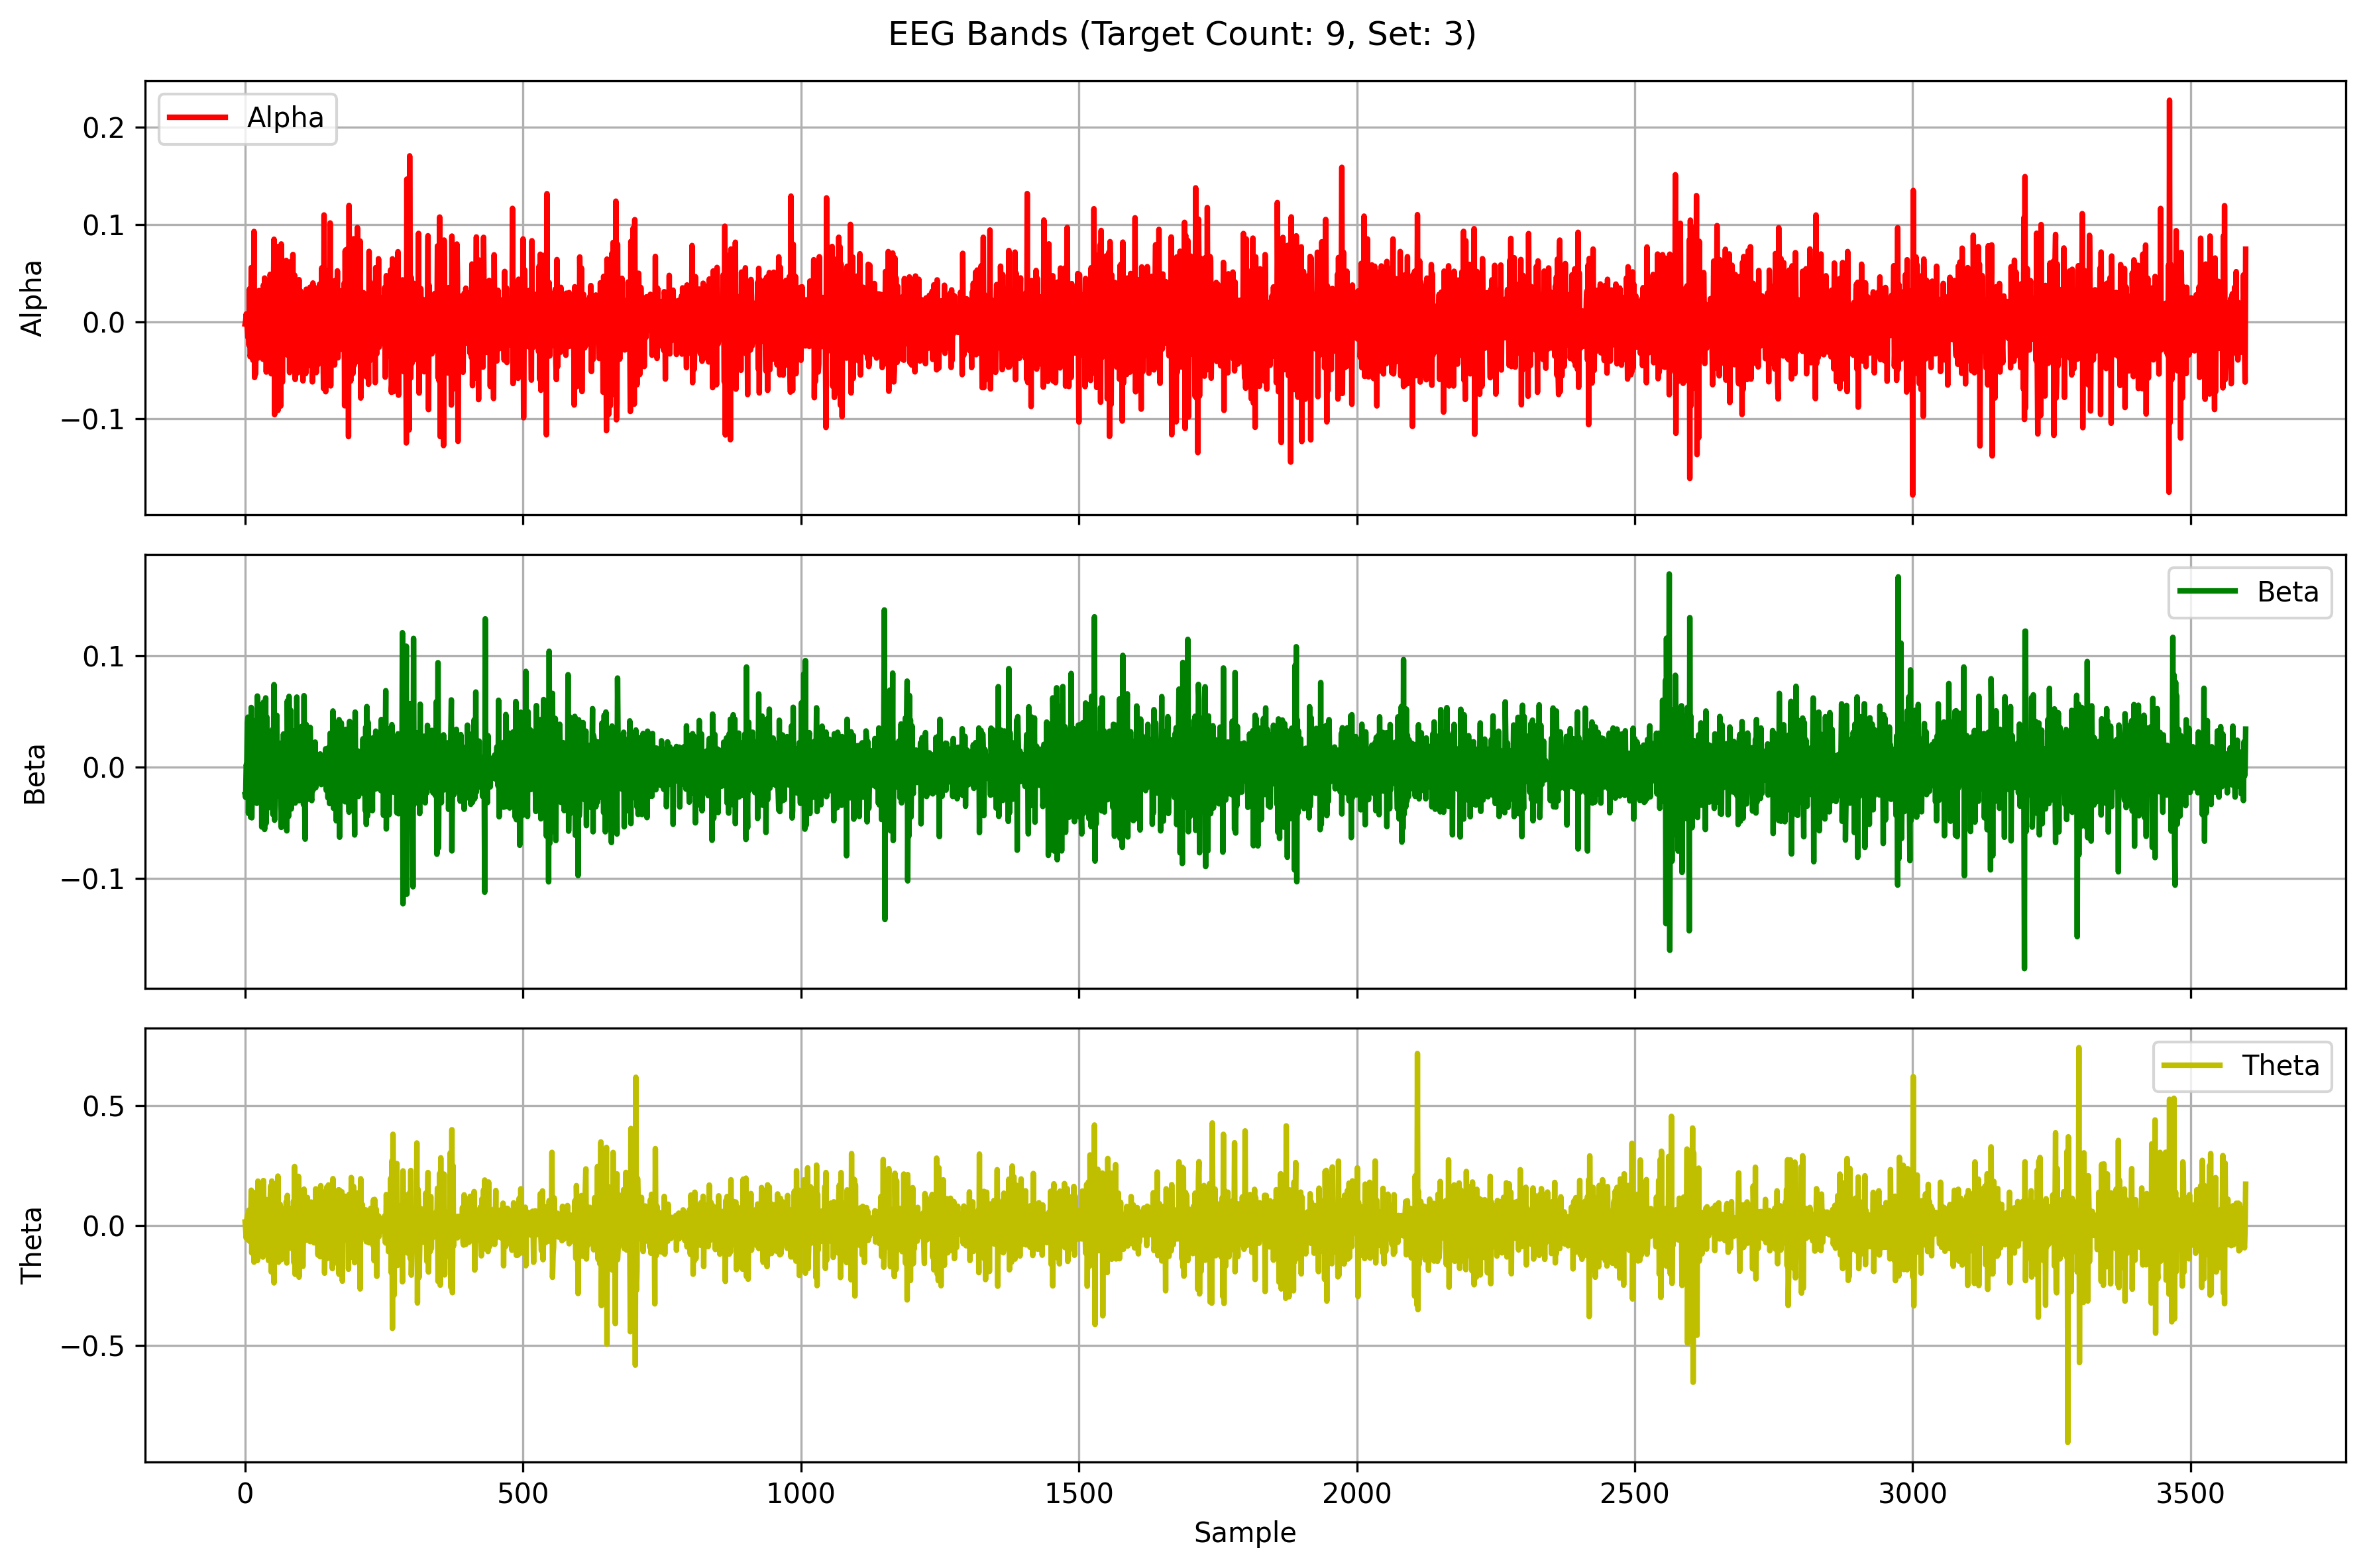 EEG Bands (Target Count: 9, Set: 3)
Alpha
0.2
0.1
0.0
−0.1
Alpha
Beta
0.1
0.0
−0.1
Beta
Theta
0.5
0.0
−0.5
Theta
0 500 1000 1500 2000 2500 3000 3500
Sample